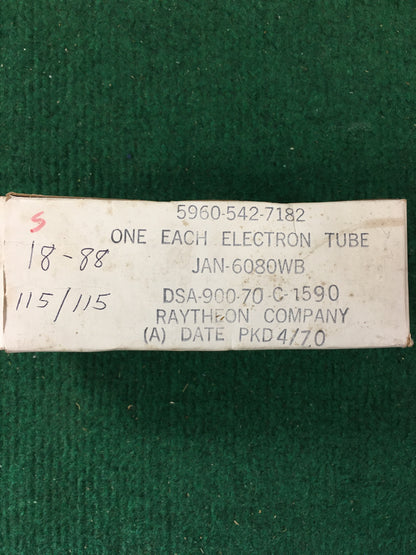 S
18-88
115/115
5960-542-7182
ONE EACH ELECTRON TUBE
JAN-6080WB
DSA-900-70-C-1590
RAYTHEON COMPANY
(A) DATE PKD 4/70